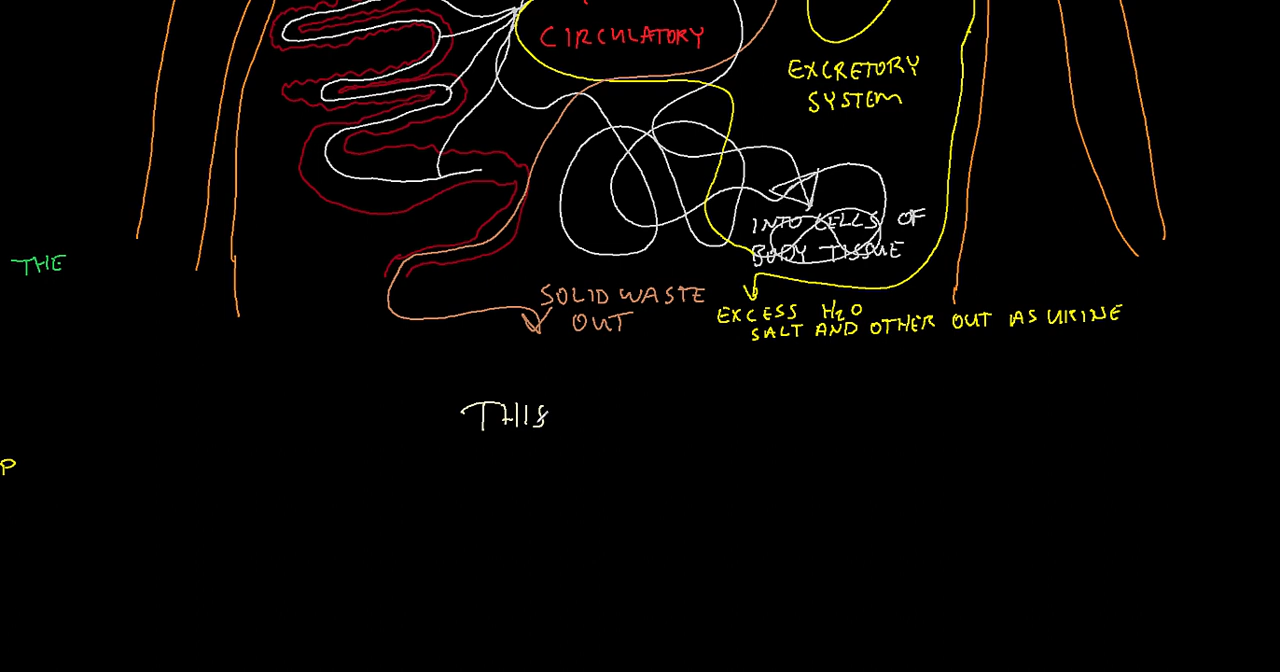 CIRCULATORY
EXCRETORY
SYSTEM
INTO CELLS OF
BODY TISSUE
THE
SOLID WASTE
OUT
EXCESS H2O
SALT AND OTHER OUT AS URINE
THIS
P